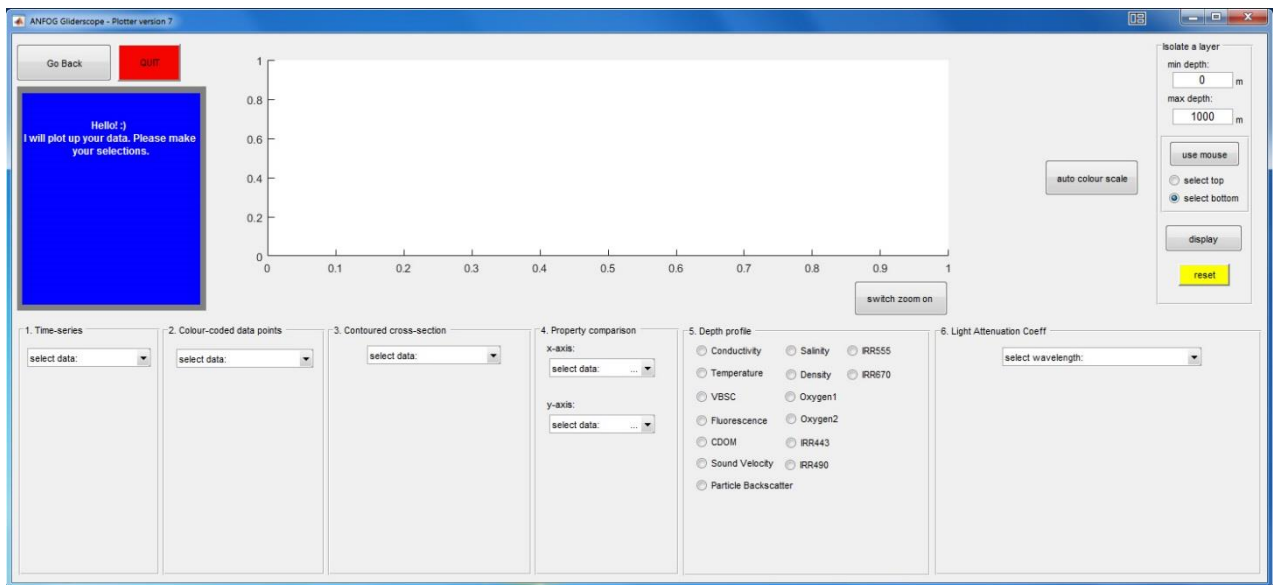 ANFOG Gliderscope - Plotter version 7
Go Back
QUIT
Hello! :)
I will plot up your data. Please make
your selections.
1
0.8
0.6
0.4
0.2
0
0 0.1 0.2 0.3 0.4 0.5 0.6 0.7 0.8 0.9 1
switch zoom on
auto colour scale
Isolate a layer
min depth:
0 m
max depth:
1000 m
use mouse
select top
select bottom
display
reset
1. Time-series
select data:
2. Colour-coded data points
select data:
3. Contoured cross-section
select data:
4. Property comparison
x-axis:
select data: ...
y-axis:
select data: ...
5. Depth profile
Conductivity Salinity IRR555
Temperature Density IRR670
VBSC Oxygen1
Fluorescence Oxygen2
CDOM IRR443
Sound Velocity IRR490
Particle Backscatter
6. Light Attenuation Coeff
select wavelength: